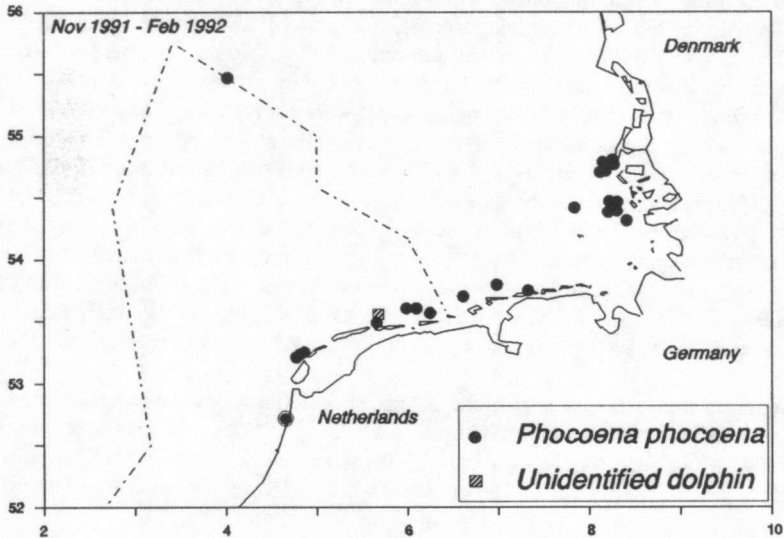 56
Nov 1991 - Feb 1992
Denmark
55
54
53
Germany
Netherlands
Phocoena phocoena
Unidentified dolphin
52
2 4 5 6 8 10